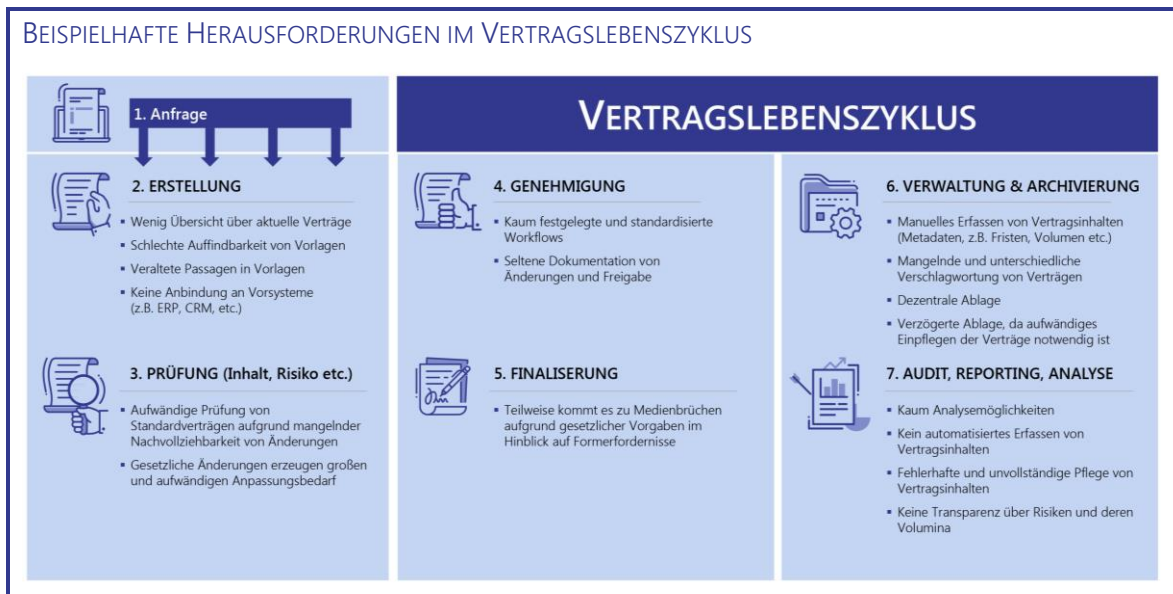 BEISPIELHAFTE HERAUSFORDERUNGEN IM VERTRAGSLEBENSZYKLUS
1. Anfrage
VERTRAGSLEBENSZYKLUS
2. ERSTELLUNG
▪ Wenig Übersicht über aktuelle Verträge
▪ Schlechte Auffindbarkeit von Vorlagen
▪ Veraltete Passagen in Vorlagen
▪ Keine Anbindung an Vorsysteme
(z.B. ERP, CRM, etc.)
3. PRÜFUNG (Inhalt, Risiko etc.)
▪ Aufwändige Prüfung von
Standardverträgen aufgrund mangelnder
Nachvollziehbarkeit von Änderungen
▪ Gesetzliche Änderungen erzeugen großen
und aufwändigen Anpassungsbedarf
4. GENEHMIGUNG
▪ Kaum festgelegte und standardisierte
Workflows
▪ Seltene Dokumentation von
Änderungen und Freigabe
5. FINALISERUNG
▪ Teilweise kommt es zu Medienbrüchen
aufgrund gesetzlicher Vorgaben im
Hinblick auf Formerfordernisse
6. VERWALTUNG & ARCHIVIERUNG
▪ Manuelles Erfassen von Vertragsinhalten
(Metadaten, z.B. Fristen, Volumen etc.)
▪ Mangelnde und unterschiedliche
Verschlagwortung von Verträgen
▪ Dezentrale Ablage
▪ Verzögerte Ablage, da aufwändiges
Einpflegen der Verträge notwendig ist
7. AUDIT, REPORTING, ANALYSE
▪ Kaum Analysemöglichkeiten
▪ Kein automatisiertes Erfassen von
Vertragsinhalten
▪ Fehlerhafte und unvollständige Pflege von
Vertragsinhalten
▪ Keine Transparenz über Risiken und deren
Volumina